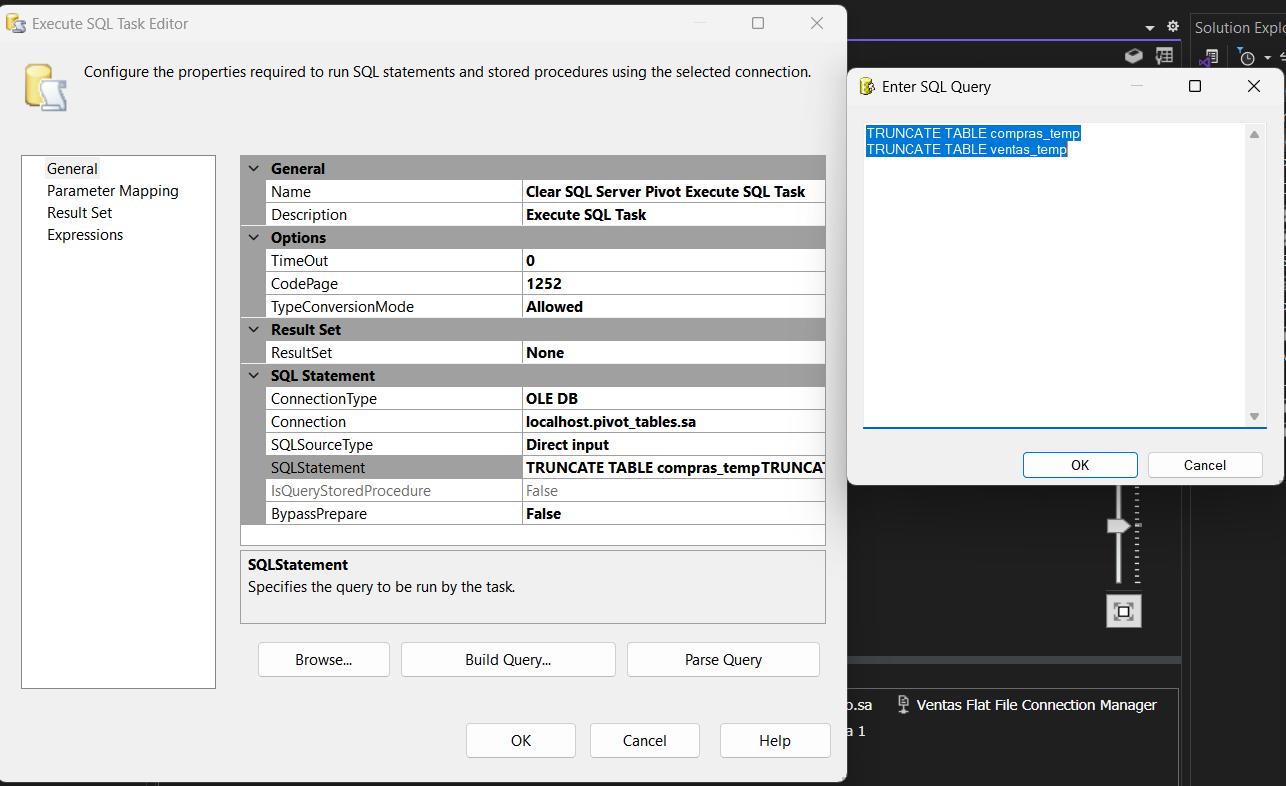 Execute SQL Task Editor
Configure the properties required to run SQL statements and stored procedures using the selected connection.
General
Parameter Mapping
Result Set
Expressions
General
Name Clear SQL Server Pivot Execute SQL Task
Description Execute SQL Task
Options
TimeOut 0
CodePage 1252
TypeConversionMode Allowed
Result Set
ResultSet None
SQL Statement
ConnectionType OLE DB
Connection localhost.pivot_tables.sa
SQLSourceType Direct input
SQLStatement TRUNCATE TABLE compras_tempTRUNCA
IsQueryStoredProcedure False
BypassPrepare False
SQLStatement
Specifies the query to be run by the task.
Browse... Build Query... Parse Query
OK Cancel Help
Solution Explo
Enter SQL Query
TRUNCATE TABLE compras_temp
TRUNCATE TABLE ventas_temp
OK Cancel
o.sa Ventas Flat File Connection Manager
a 1